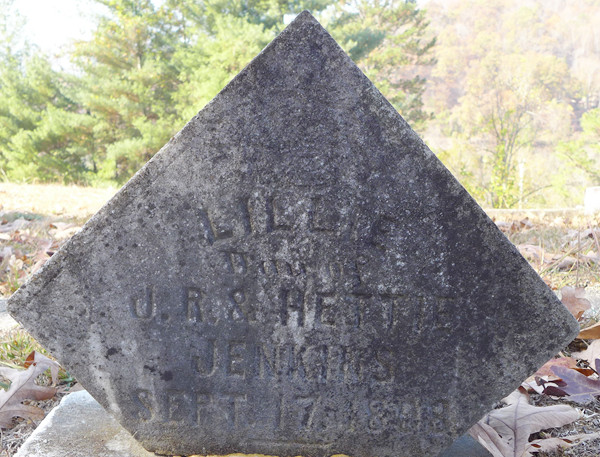 LILLIE
J. R. & HETTIE
JENKINS
SEPT 17